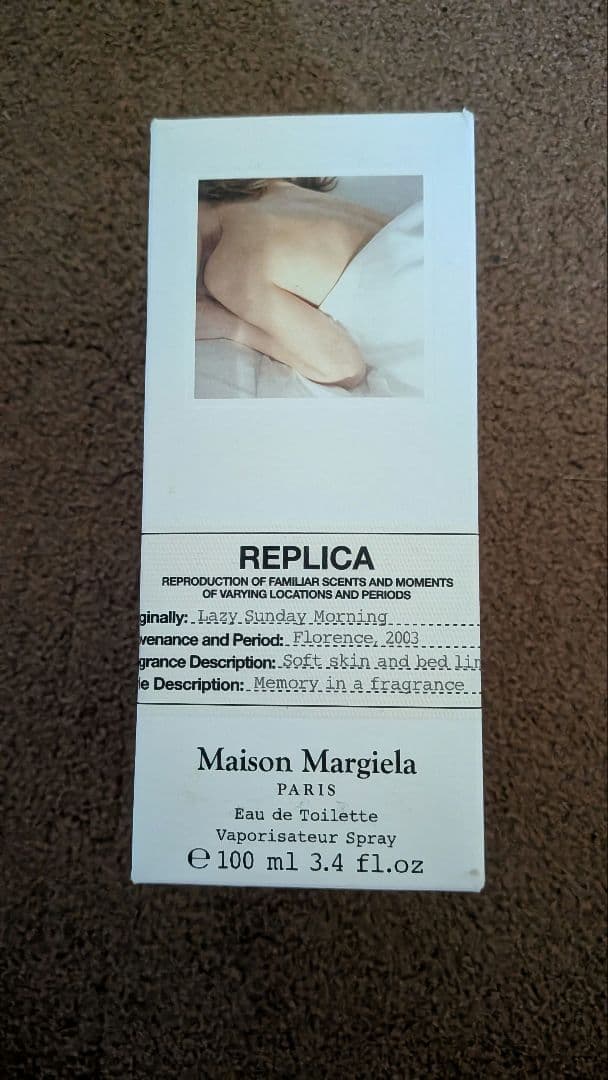 REPLICA
REPRODUCTION OF FAMILIAR SCENTS AND MOMENTS
OF VARYING LOCATIONS AND PERIODS
ginally: Lazy Sunday Morning
venance and Period: Florence, 2003
grance Description: Soft skin and bed lin
e Description: Memory in a fragrance
Maison Margiela
PARIS
Eau de Toilette
Vaporisateur Spray
℮ 100 ml 3.4 fl.oz